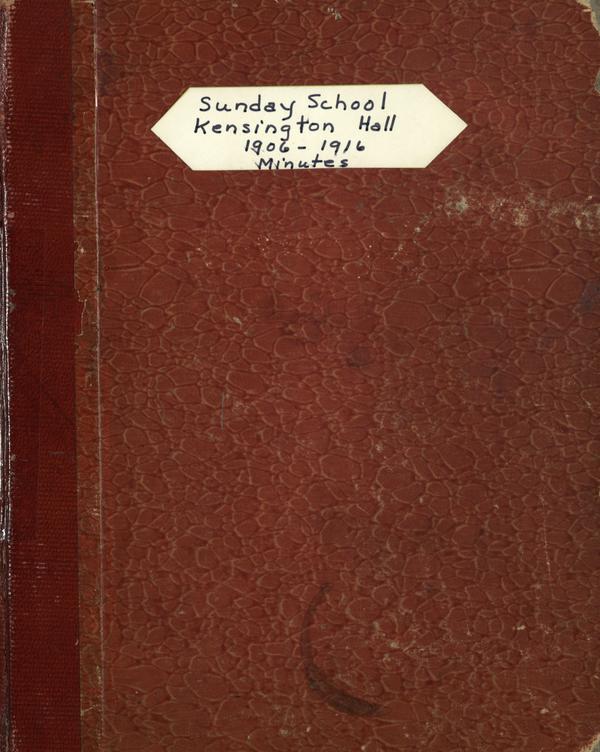 Sunday School
Kensington Hall
1906 - 1916
Minutes